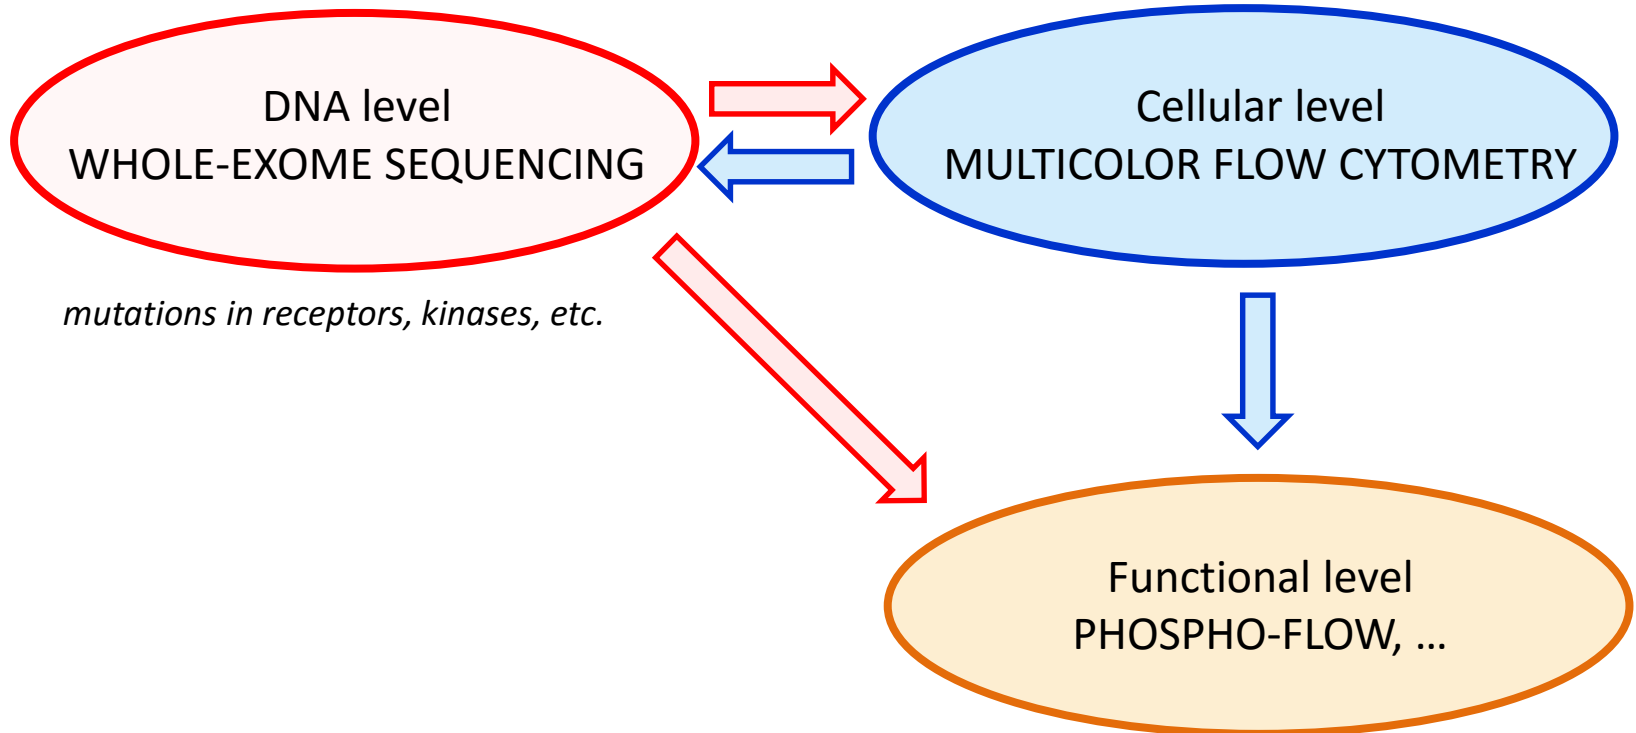 DNA level
WHOLE-EXOME SEQUENCING
Cellular level
MULTICOLOR FLOW CYTOMETRY
mutations in receptors, kinases, etc.
Functional level
PHOSPHO-FLOW, …